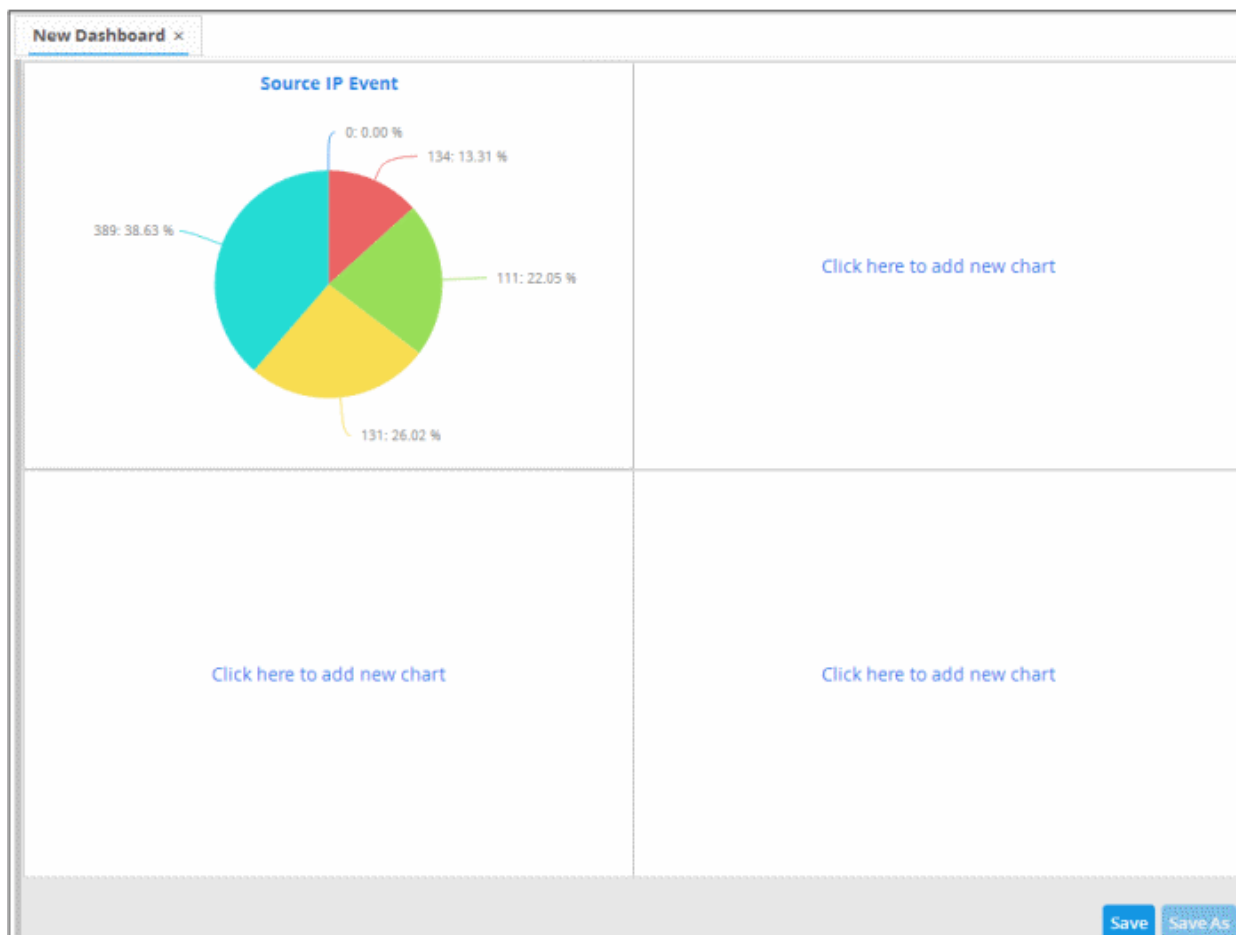 New Dashboard ×
Source IP Event
0: 0.00 %
134: 13.31 %
389: 38.63 %
111: 22.05 %
131: 26.02 %
Click here to add new chart
Click here to add new chart
Click here to add new chart
Save
Save As